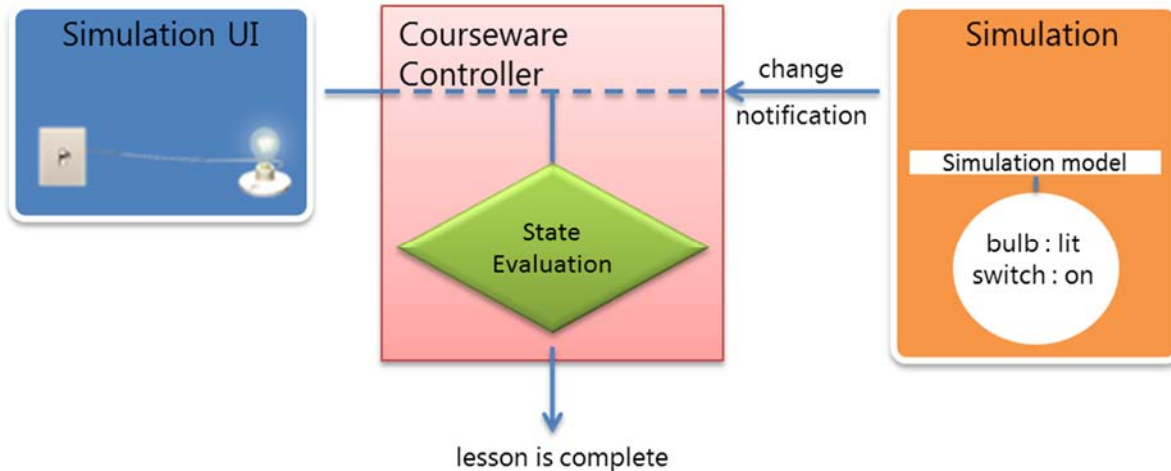 Simulation UI
Courseware
Controller
State
Evaluation
lesson is complete
change
notification
Simulation
Simulation model
bulb : lit
switch : on